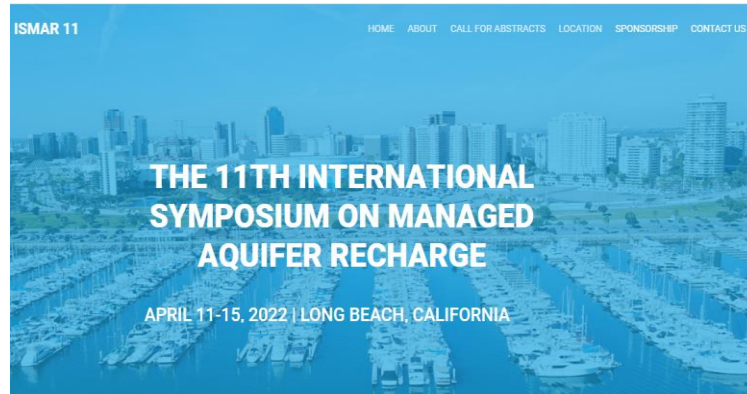 ISMAR 11
HOME ABOUT CALL FOR ABSTRACTS LOCATION SPONSORSHIP CONTACT US
THE 11TH INTERNATIONAL
SYMPOSIUM ON MANAGED
AQUIFER RECHARGE
APRIL 11-15, 2022 | LONG BEACH, CALIFORNIA